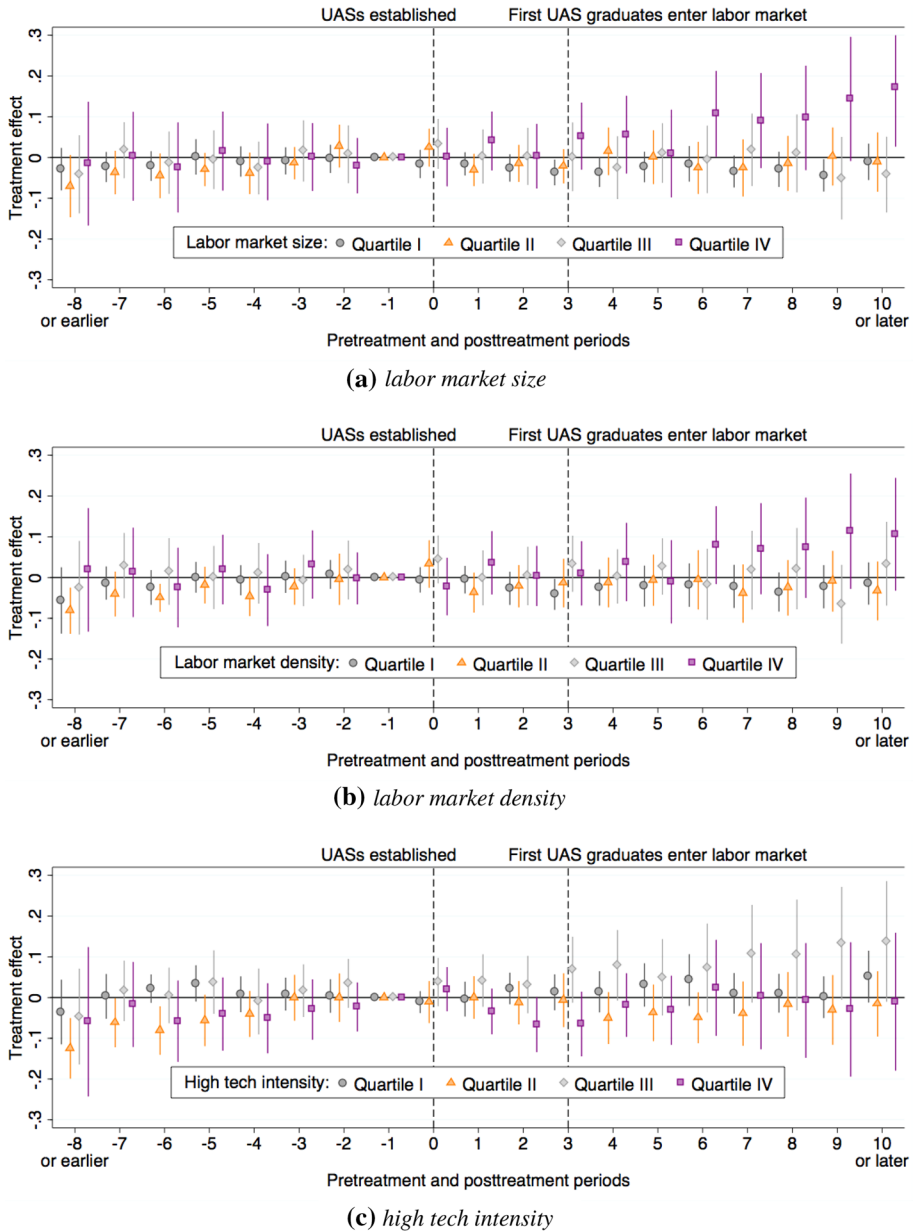 UASs established First UAS graduates enter labor market
Treatment effect
.3
.2
.1
0
-.1
-.2
-.3
Labor market size: Quartile I Quartile II Quartile III Quartile IV
-8 -7 -6 -5 -4 -3 -2 -1 0 1 2 3 4 5 6 7 8 9 10
or earlier or later
Pretreatment and posttreatment periods
(a) labor market size
UASs established First UAS graduates enter labor market
Treatment effect
.3
.2
.1
0
-.1
-.2
-.3
Labor market density: Quartile I Quartile II Quartile III Quartile IV
-8 -7 -6 -5 -4 -3 -2 -1 0 1 2 3 4 5 6 7 8 9 10
or earlier or later
Pretreatment and posttreatment periods
(b) labor market density
UASs established First UAS graduates enter labor market
Treatment effect
.3
.2
.1
0
-.1
-.2
-.3
High tech intensity: Quartile I Quartile II Quartile III Quartile IV
-8 -7 -6 -5 -4 -3 -2 -1 0 1 2 3 4 5 6 7 8 9 10
or earlier or later
Pretreatment and posttreatment periods
(c) high tech intensity